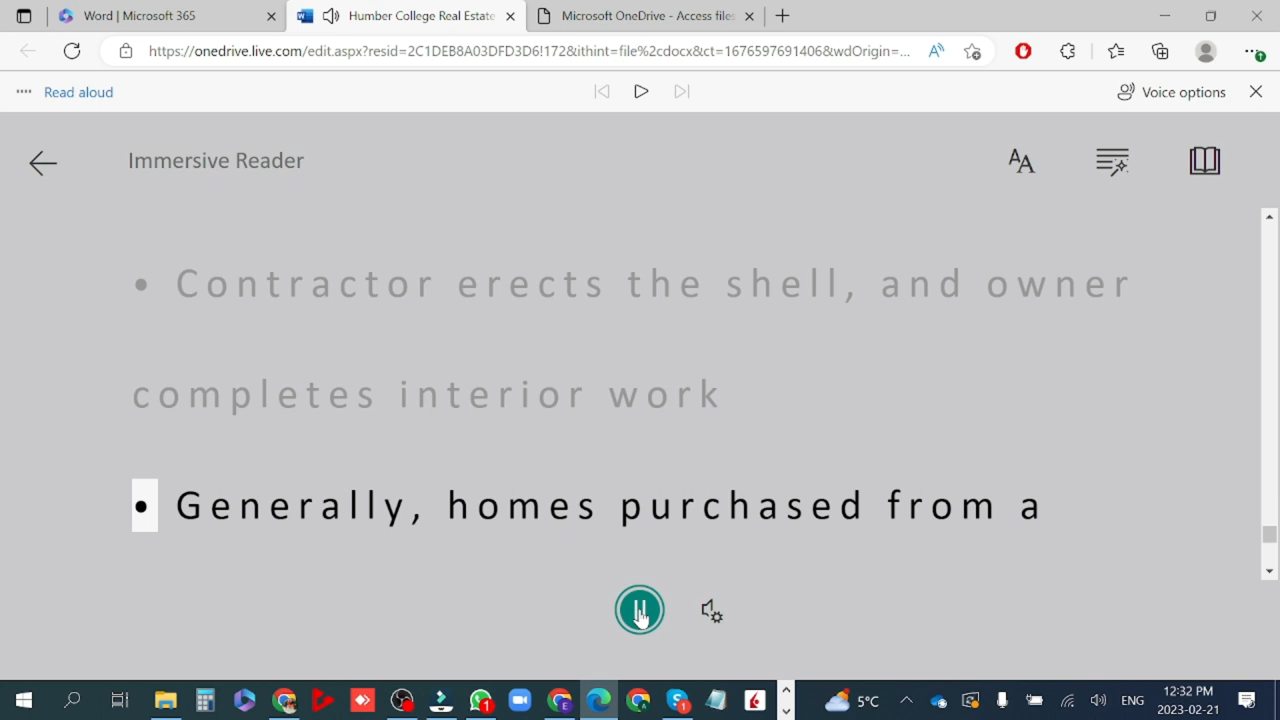 Word | Microsoft 365
Humber College Real Estate
Microsoft OneDrive - Access files
https://onedrive.live.com/edit.aspx?resid=2C1DEB8A03DFD3D6!172&ithint=file%2cdocx&ct=1676597691406&wdOrigin=...
Read aloud
Voice options
Immersive Reader
• Contractor erects the shell, and owner
completes interior work
• Generally, homes purchased from a
5°C
ENG
12:32 PM
2023-02-21